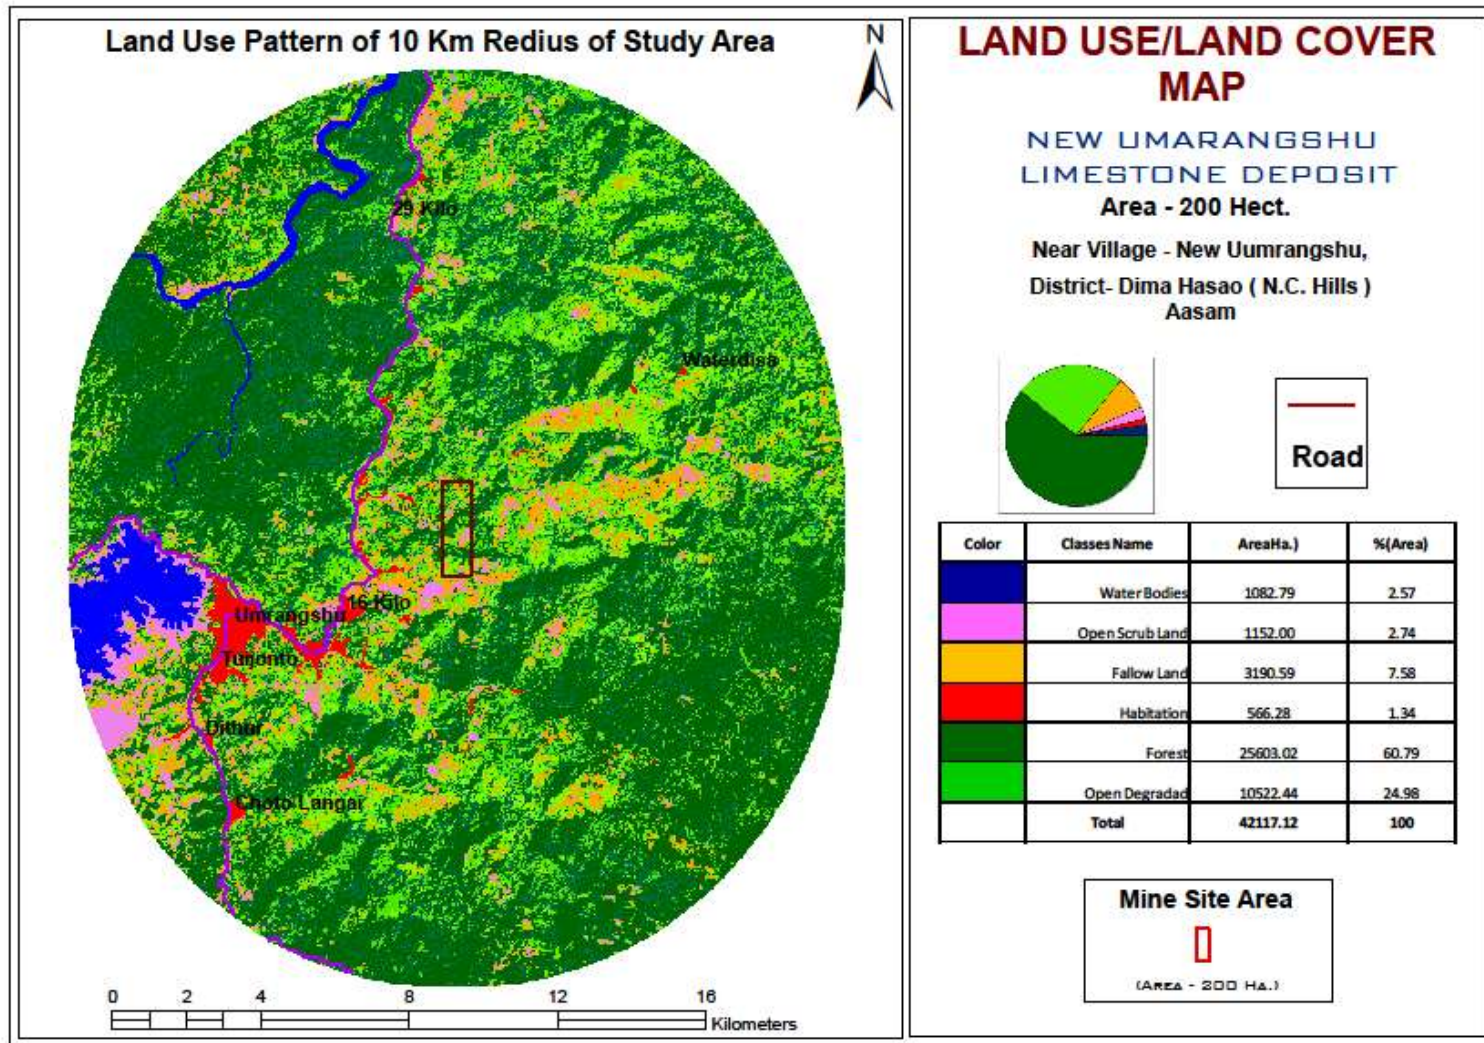 Land Use Pattern of 10 Km Redius of Study Area
N
29 Kilo
Waterdisa
16 Kilo
Umrangshu
Turjonto
Dithur
Choto Langar
0 2 4 8 12 16
Kilometers
LAND USE/LAND COVER
MAP
NEW UMARANGSHU
LIMESTONE DEPOSIT
Area - 200 Hect.
Near Village - New Uumrangshu,
District- Dima Hasao ( N.C. Hills )
Aasam
Road
Color Classes Name AreaHa.) %(Area)
Water Bodies 1082.79 2.57
Open Scrub Land 1152.00 2.74
Fallow Land 3190.59 7.58
Habitation 566.28 1.34
Forest 25603.02 60.79
Open Degradad 10522.44 24.98
Total 42117.12 100
Mine Site Area
(Area - 200 Ha.)